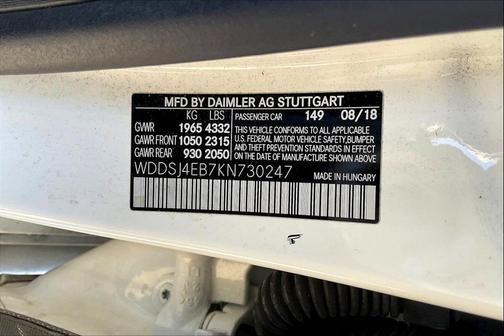 MFD BY DAIMLER AG STUTTGART
KG LBS PASSENGER CAR 149 08/18
GVWR 1965 4332
GAWR FRONT 1050 2315
GAWR REAR 930 2050
THIS VEHICLE CONFORMS TO ALL APPLICABLE
U.S. FEDERAL MOTOR VEHICLE SAFETY,BUMPER
AND THEFT PREVENTION STANDARDS IN EFFECT
ON THE DATE OF MANUFACTURE SHOWN ABOVE.
WDDSJ4EB7KN730247 MADE IN HUNGARY